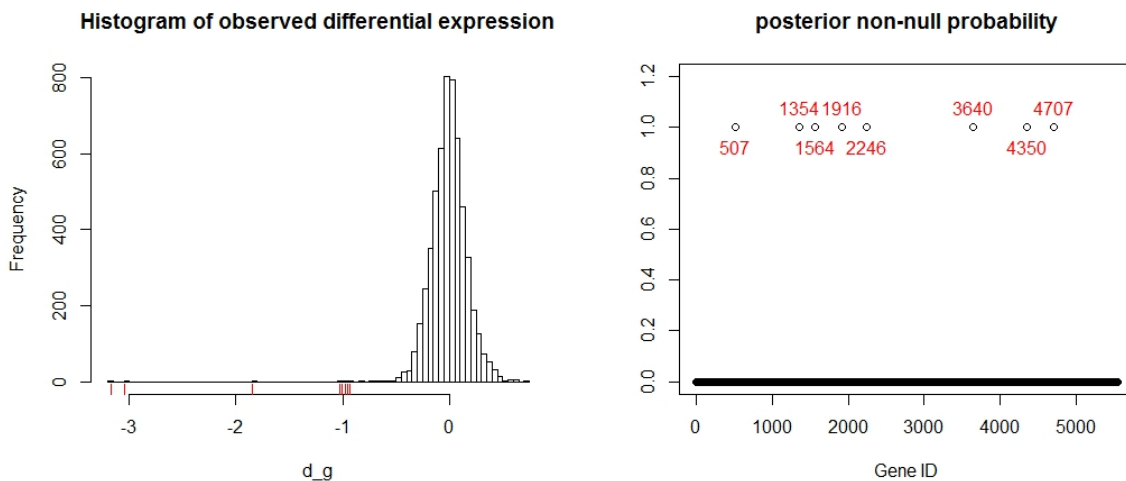 Histogram of observed differential expression
Frequency
800
600
400
200
0
-3 -2 -1 0
d_g
posterior non-null probability
1.2
1.0
0.8
0.6
0.4
0.2
0.0
1354 1916 3640 4707
507 1564 2246 4350
0 1000 2000 3000 4000 5000
Gene ID